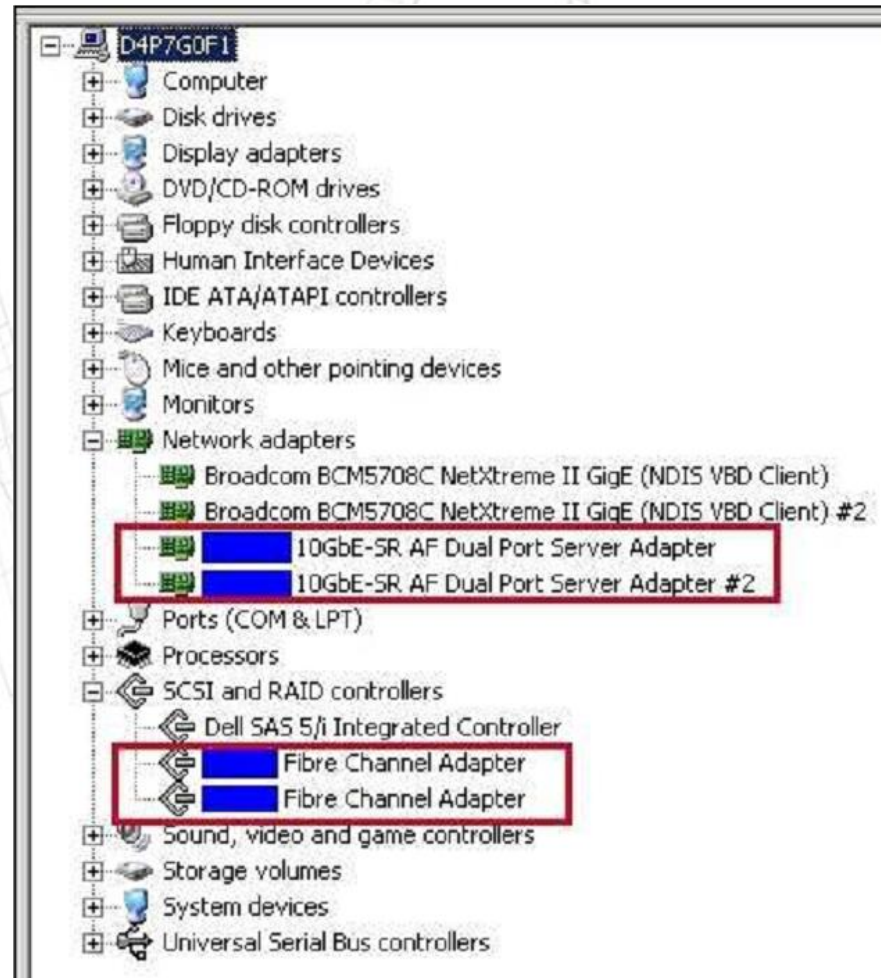 D4P7G0F1
Computer
Disk drives
Display adapters
DVD/CD-ROM drives
Floppy disk controllers
Human Interface Devices
IDE ATA/ATAPI controllers
Keyboards
Mice and other pointing devices
Monitors
Network adapters
Broadcom BCM5708C NetXtreme II GigE (NDIS VBD Client)
Broadcom BCM5708C NetXtreme II GigE (NDIS VBD Client) #2
10GbE-SR AF Dual Port Server Adapter
10GbE-SR AF Dual Port Server Adapter #2
Ports (COM & LPT)
Processors
SCSI and RAID controllers
Dell SAS 5/i Integrated Controller
Fibre Channel Adapter
Fibre Channel Adapter
Sound, video and game controllers
Storage volumes
System devices
Universal Serial Bus controllers